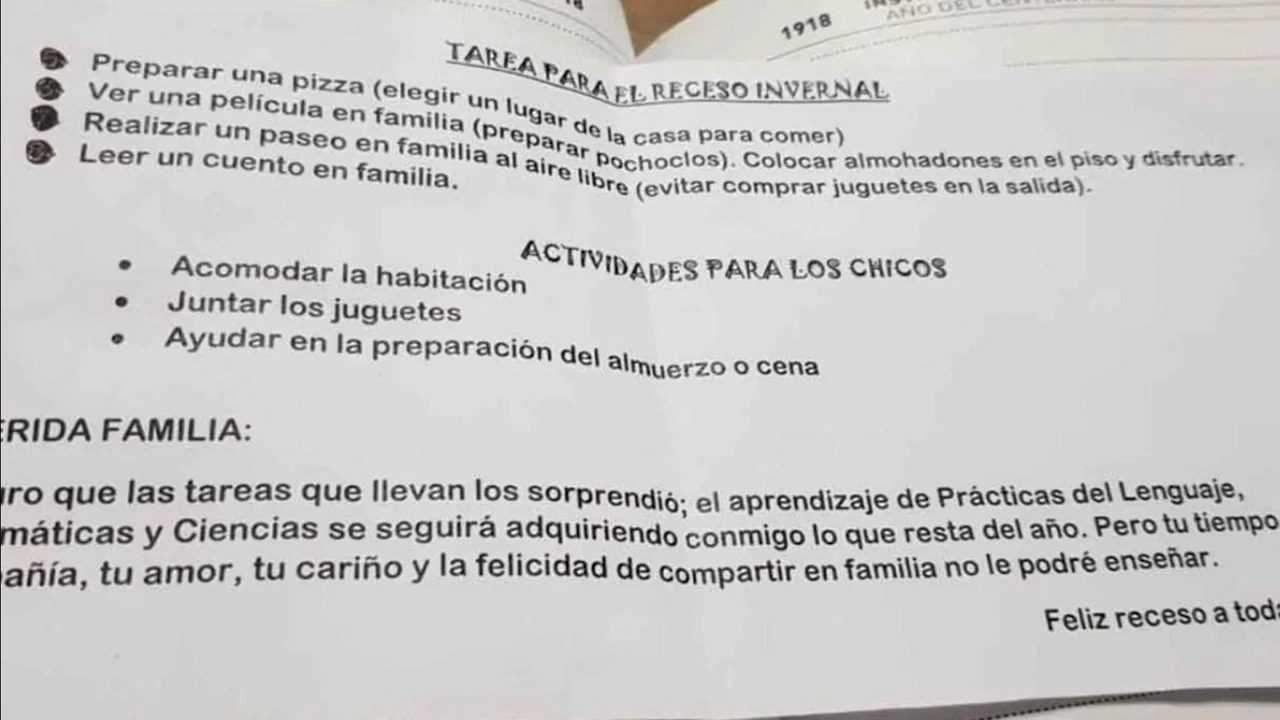 1918
AÑO DEL
TAREA PARA EL RECESO INVERNAL
Preparar una pizza (elegir un lugar de la casa para comer)
Ver una película en familia (preparar pochoclos). Colocar almohadones en el piso y disfrutar.
Realizar un paseo en familia al aire libre (evitar comprar juguetes en la salida).
Leer un cuento en familia.
ACTIVIDADES PARA LOS CHICOS
Acomodar la habitación
Juntar los juguetes
Ayudar en la preparación del almuerzo o cena
ERIDA FAMILIA:
uro que las tareas que llevan los sorprendió; el aprendizaje de Prácticas del Lenguaje,
máticas y Ciencias se seguirá adquiriendo conmigo lo que resta del año. Pero tu tiempo
añía, tu amor, tu cariño y la felicidad de compartir en familia no le podré enseñar.
Feliz receso a toda